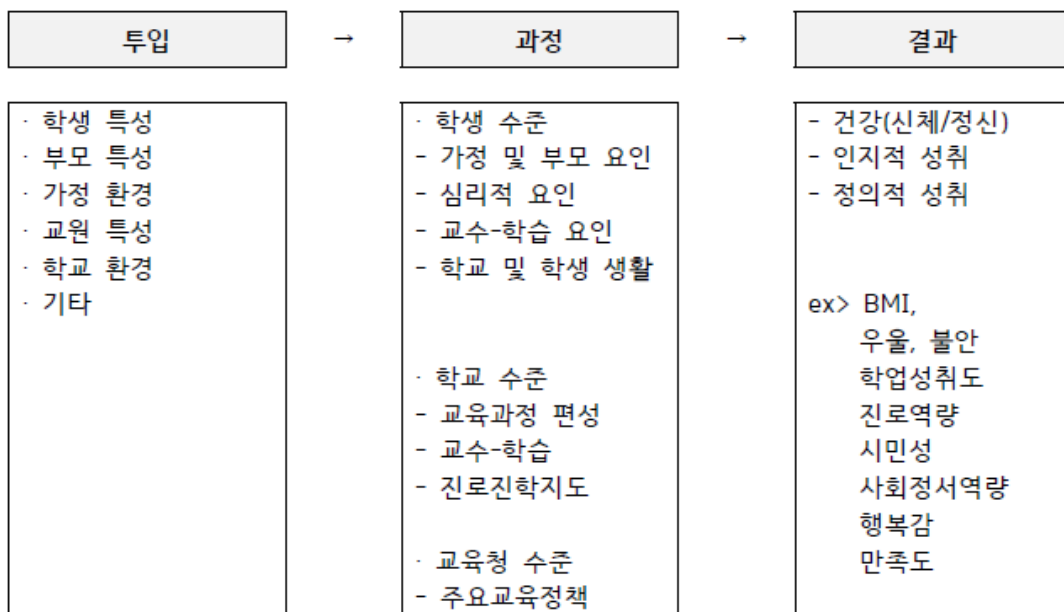 투입 → 과정 → 결과
· 학생 특성
· 부모 특성
· 가정 환경
· 교원 특성
· 학교 환경
· 기타
· 학생 수준
- 가정 및 부모 요인
- 심리적 요인
- 교수-학습 요인
- 학교 및 학생 생활
· 학교 수준
- 교육과정 편성
- 교수-학습
- 진로진학지도
· 교육청 수준
- 주요교육정책
- 건강(신체/정신)
- 인지적 성취
- 정의적 성취
ex> BMI,
우울, 불안
학업성취도
진로역량
시민성
사회정서역량
행복감
만족도